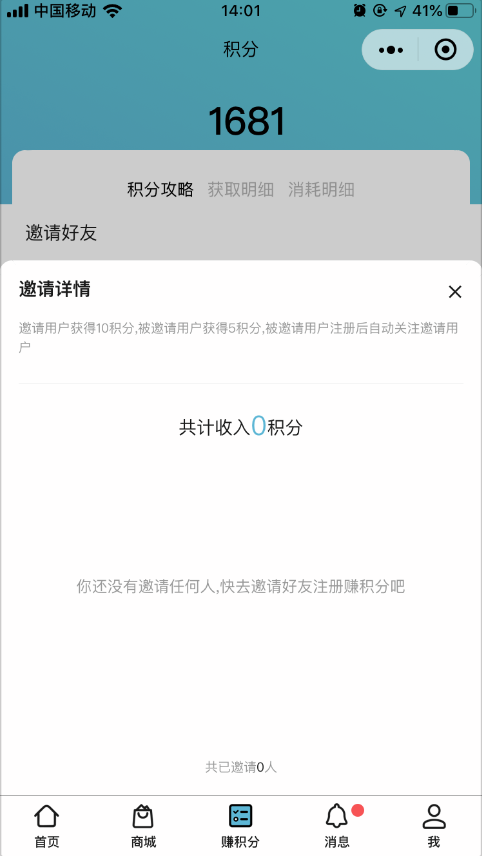 中国移动 14:01 41%
积分
1681
积分攻略 获取明细 消耗明细
邀请好友
邀请详情
邀请用户获得10积分,被邀请用户获得5积分,被邀请用户注册后自动关注邀请用
户
共计收入0积分
你还没有邀请任何人,快去邀请好友注册赚积分吧
共已邀请0人
首页 商城 赚积分 消息 我